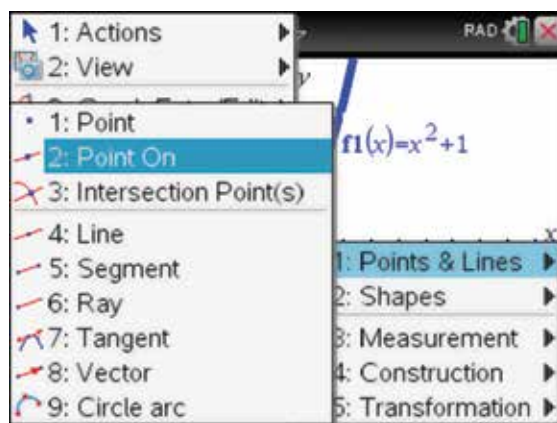 1: Actions
RAD
2: View
y
1: Point
f1(x)=x²+1
2: Point On
3: Intersection Point(s)
x
4: Line
1: Points & Lines
5: Segment
2: Shapes
6: Ray
3: Measurement
7: Tangent
4: Construction
8: Vector
5: Transformation
9: Circle arc